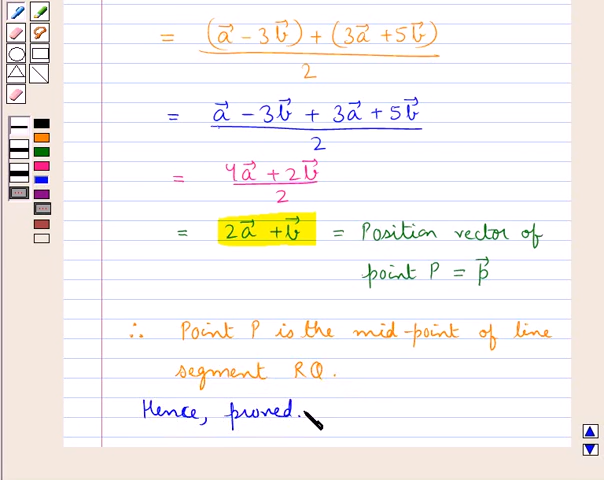 = (a⃗ - 3b⃗) + (3a⃗ + 5b⃗) / 2
= a⃗ - 3b⃗ + 3a⃗ + 5b⃗ / 2
= 4a⃗ + 2b⃗ / 2
= 2a⃗ + b⃗ = Position vector of
point P = p⃗
∴ Point P is the mid-point of line
segment RQ.
Hence, proved.